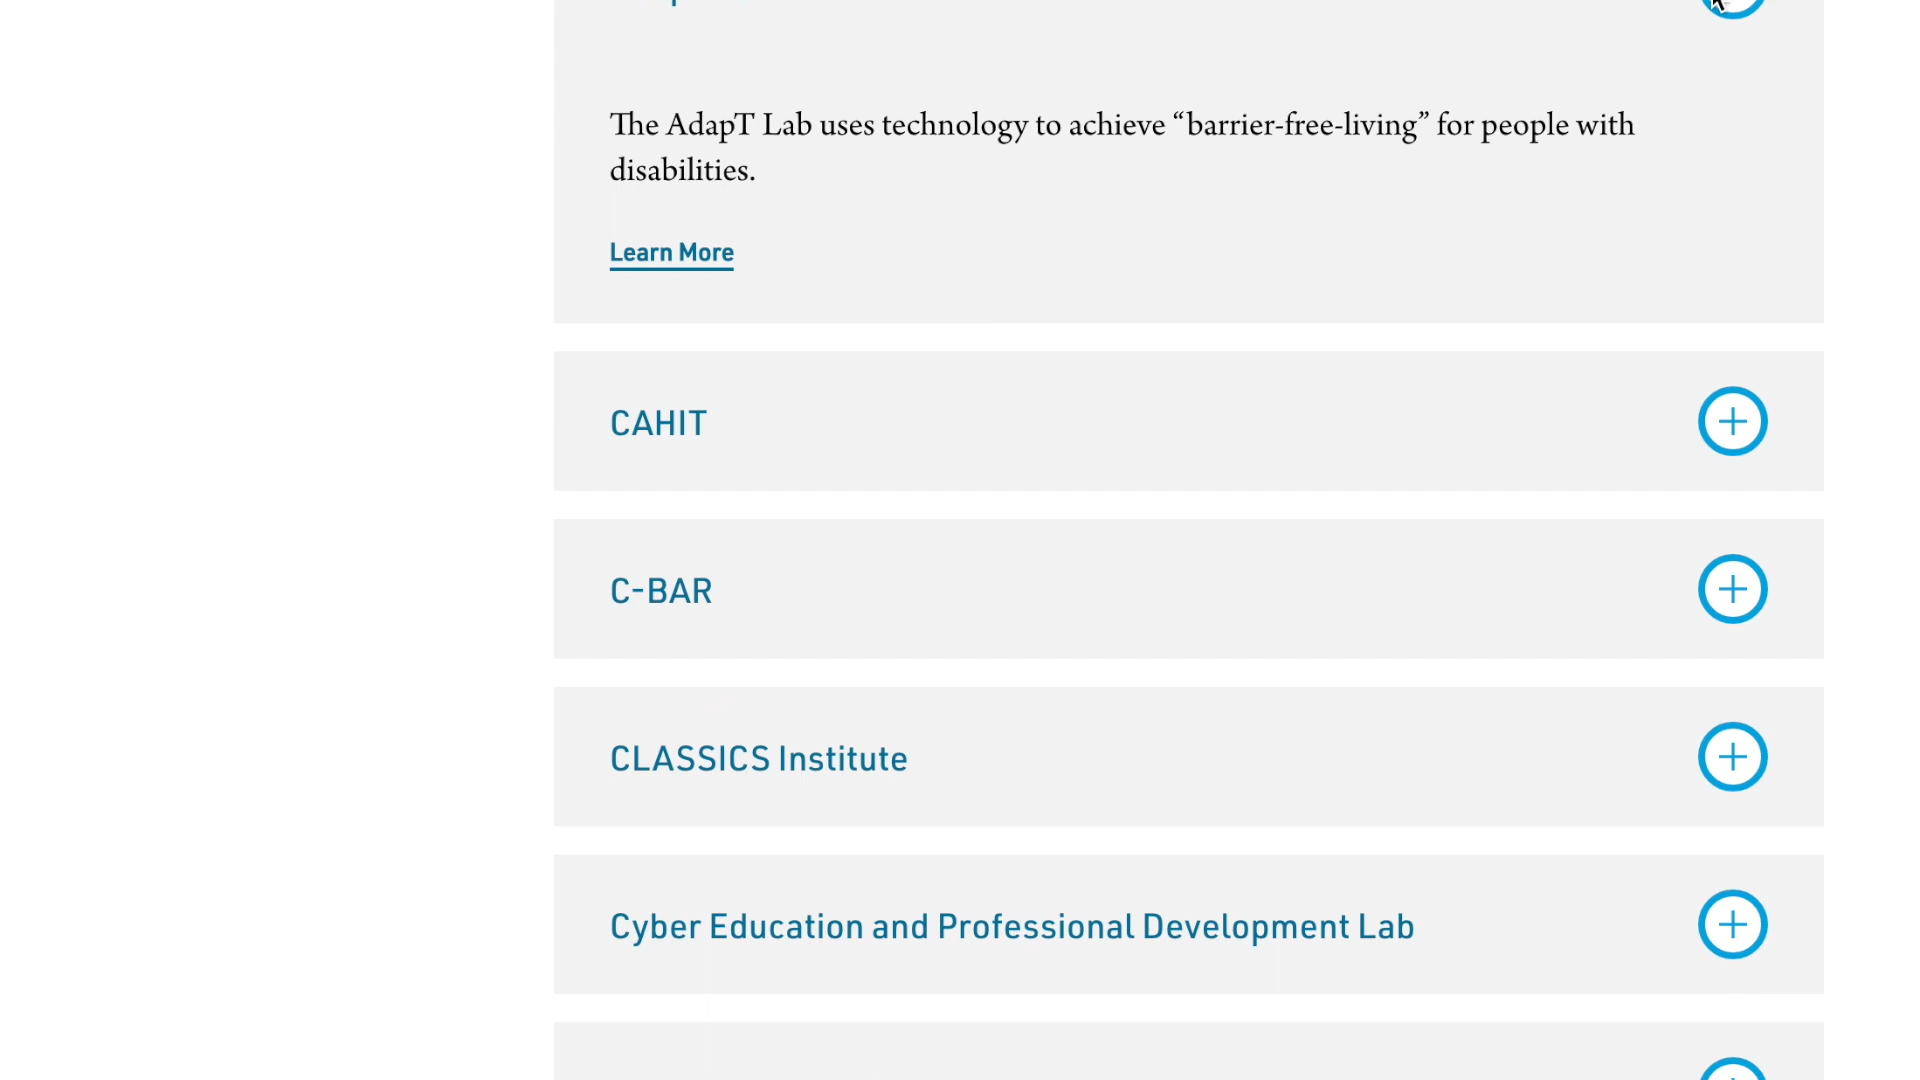 The AdapT Lab uses technology to achieve “barrier-free-living” for people with
disabilities.
Learn More
CAHIT
C-BAR
CLASSICS Institute
Cyber Education and Professional Development Lab